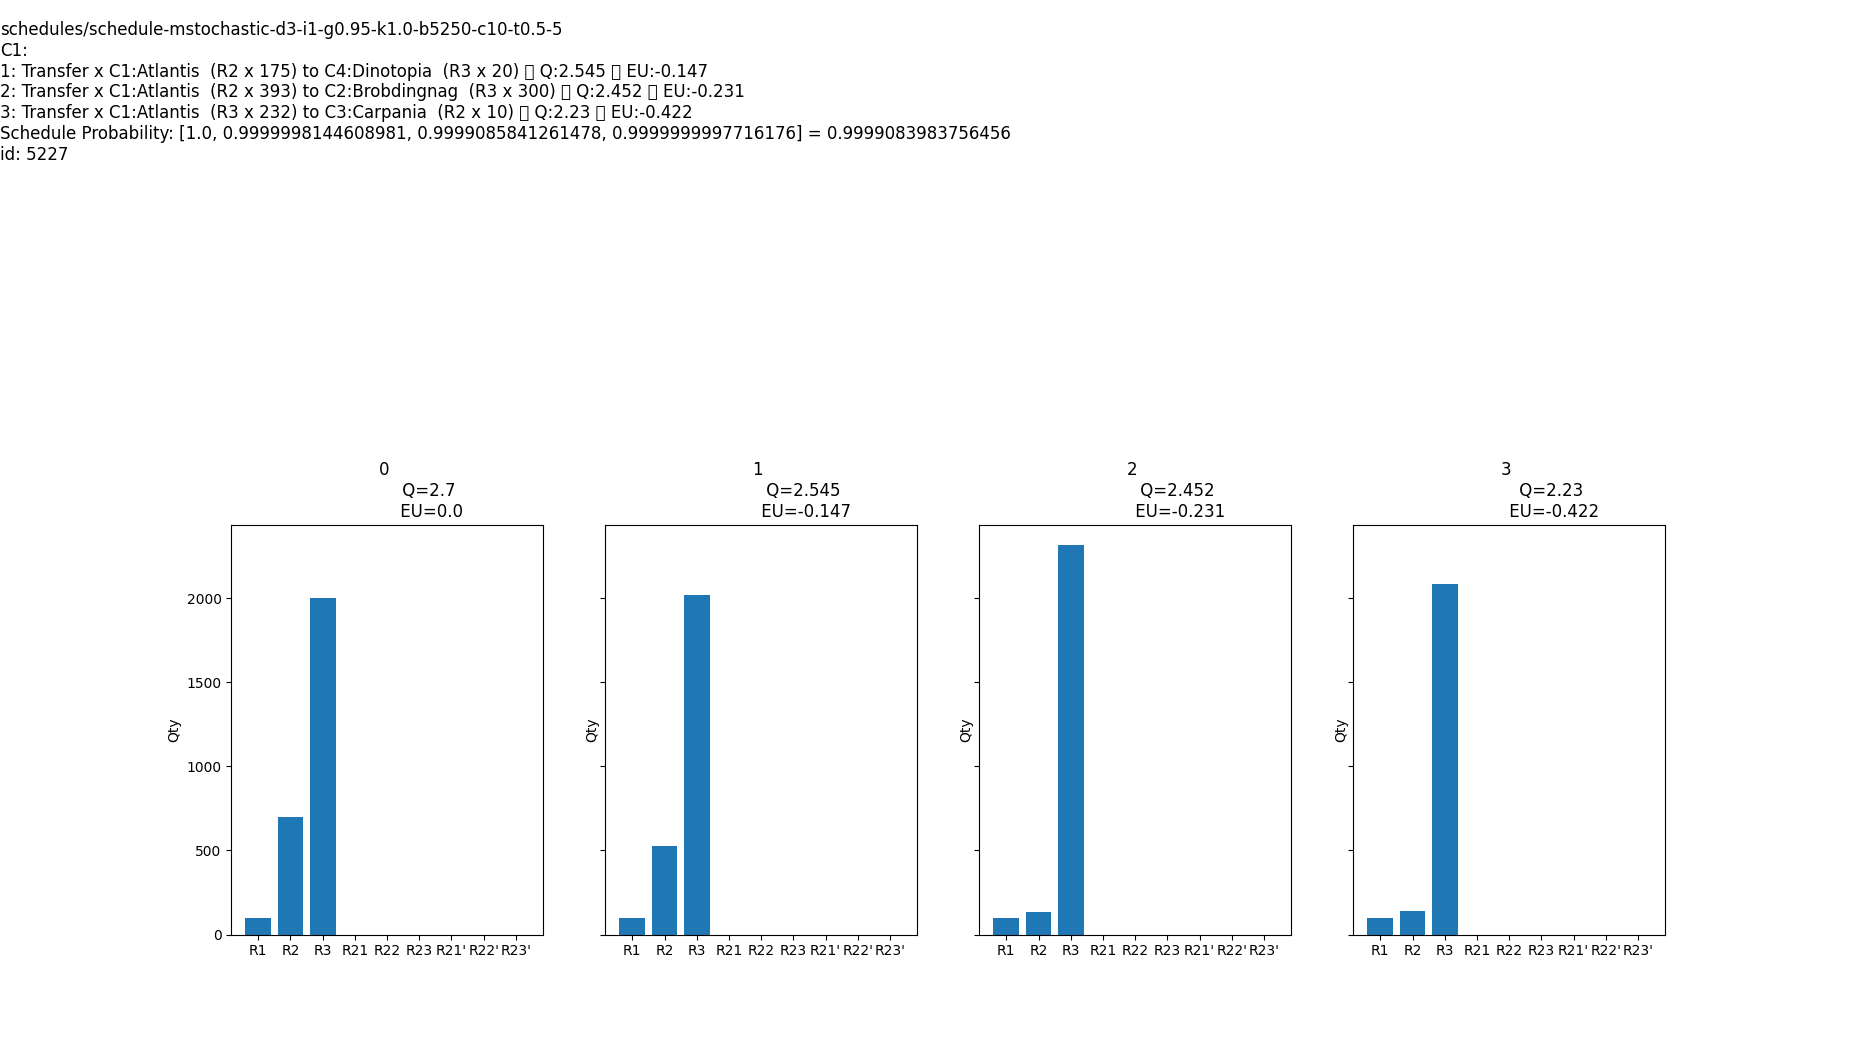 schedules/schedule-mstochastic-d3-i1-g0.95-k1.0-b5250-c10-t0.5-5
C1:
1: Transfer x C1:Atlantis  (R2 x 175) to C4:Dinotopia  (R3 x 20) ▯ Q:2.545 ▯ EU:-0.147
2: Transfer x C1:Atlantis  (R2 x 393) to C2:Brobdingnag  (R3 x 300) ▯ Q:2.452 ▯ EU:-0.231
3: Transfer x C1:Atlantis  (R3 x 232) to C3:Carpania  (R2 x 10) ▯ Q:2.23 ▯ EU:-0.422
Schedule Probability: [1.0, 0.9999998144608981, 0.9999085841261478, 0.9999999997716176] = 0.9999083983756456
id: 5227
0
Q=2.7
EU=0.0
Qty
2000
1500
1000
500
0
R1 R2 R3 R21 R22 R23 R21' R22' R23'
1
Q=2.545
EU=-0.147
Qty
R1 R2 R3 R21 R22 R23 R21' R22' R23'
2
Q=2.452
EU=-0.231
Qty
R1 R2 R3 R21 R22 R23 R21' R22' R23'
3
Q=2.23
EU=-0.422
Qty
R1 R2 R3 R21 R22 R23 R21' R22' R23'